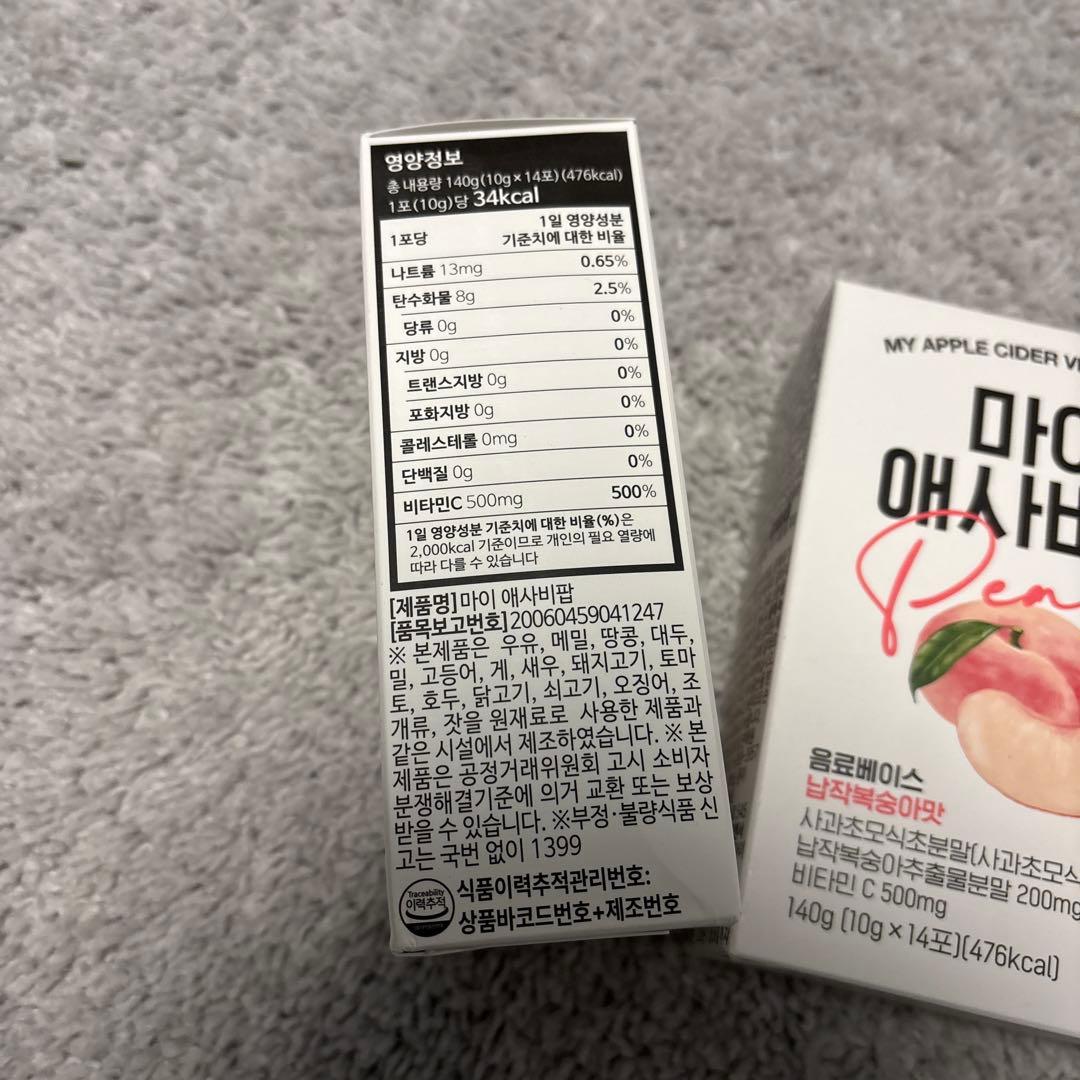 영양정보
총 내용량 140g(10g×14포)(476kcal)
1포(10g)당 34kcal
1포당
1일 영양성분
기준치에 대한 비율
나트륨 13mg 0.65%
탄수화물 8g 2.5%
당류 0g 0%
지방 0g 0%
트랜스지방 0g 0%
포화지방 0g 0%
콜레스테롤 0mg 0%
단백질 0g 0%
비타민C 500mg 500%
1일 영양성분 기준치에 대한 비율(%)은
2,000kcal 기준이므로 개인의 필요 열량에
따라 다를 수 있습니다
[제품명]마이 애사비팝
[품목보고번호]20060459041247
※ 본제품은 우유, 메밀, 땅콩, 대두,
밀, 고등어, 게, 새우, 돼지고기, 토마
토, 호두, 닭고기, 쇠고기, 오징어, 조
개류, 잣을 원재료로 사용한 제품과
같은 시설에서 제조하였습니다. ※ 본
제품은 공정거래위원회 고시 소비자
분쟁해결기준에 의거 교환 또는 보상
받을 수 있습니다. ※부정·불량식품 신
고는 국번 없이 1399
Traceability
이력추적
식품이력추적관리번호:
상품바코드번호+제조번호
MY APPLE CIDER
마이
애사비
음료베이스
납작복숭아맛
사과초모식초분말(사과초모식
납작복숭아추출물분말 200mg
비타민 C 500mg
140g (10g×14포)(476kcal)